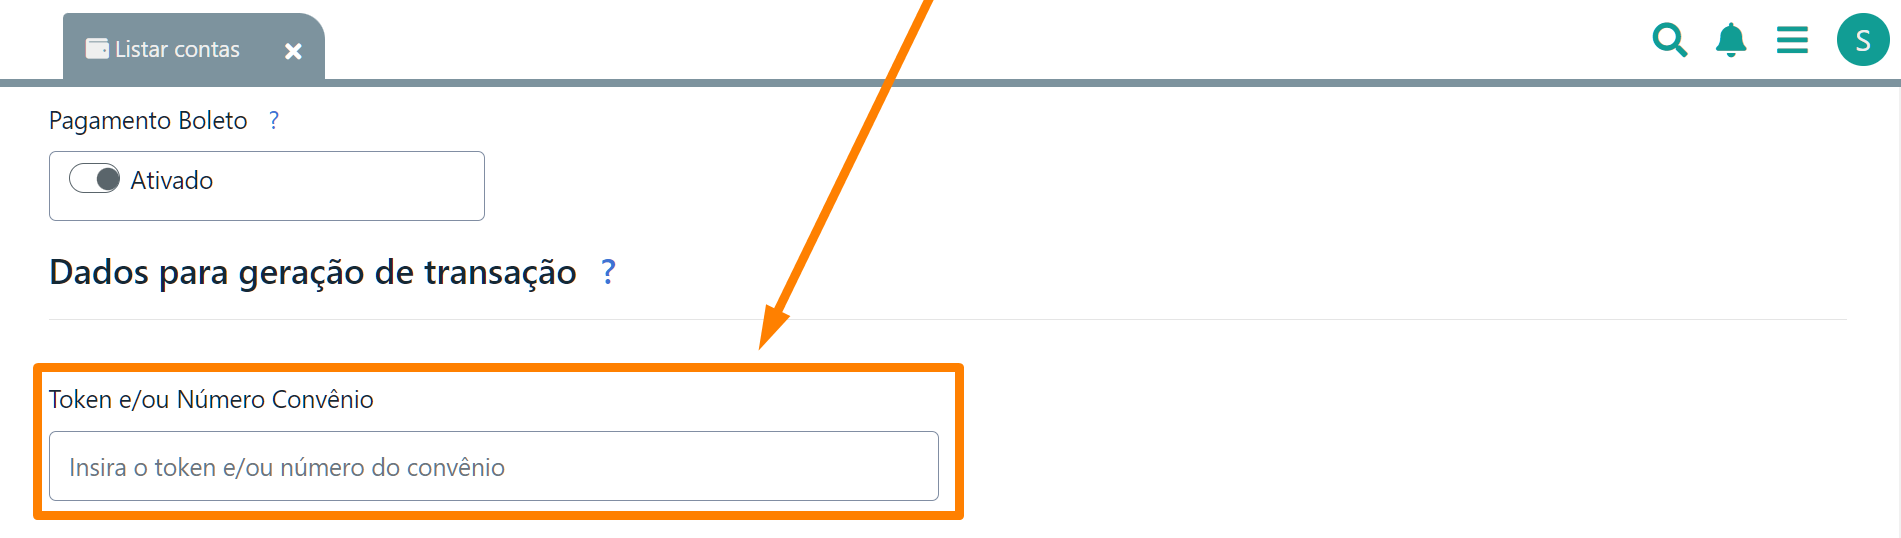 Listar contas
S
Pagamento Boleto ?
Ativado
Dados para geração de transação ?
Token e/ou Número Convênio
Insira o token e/ou número do convênio